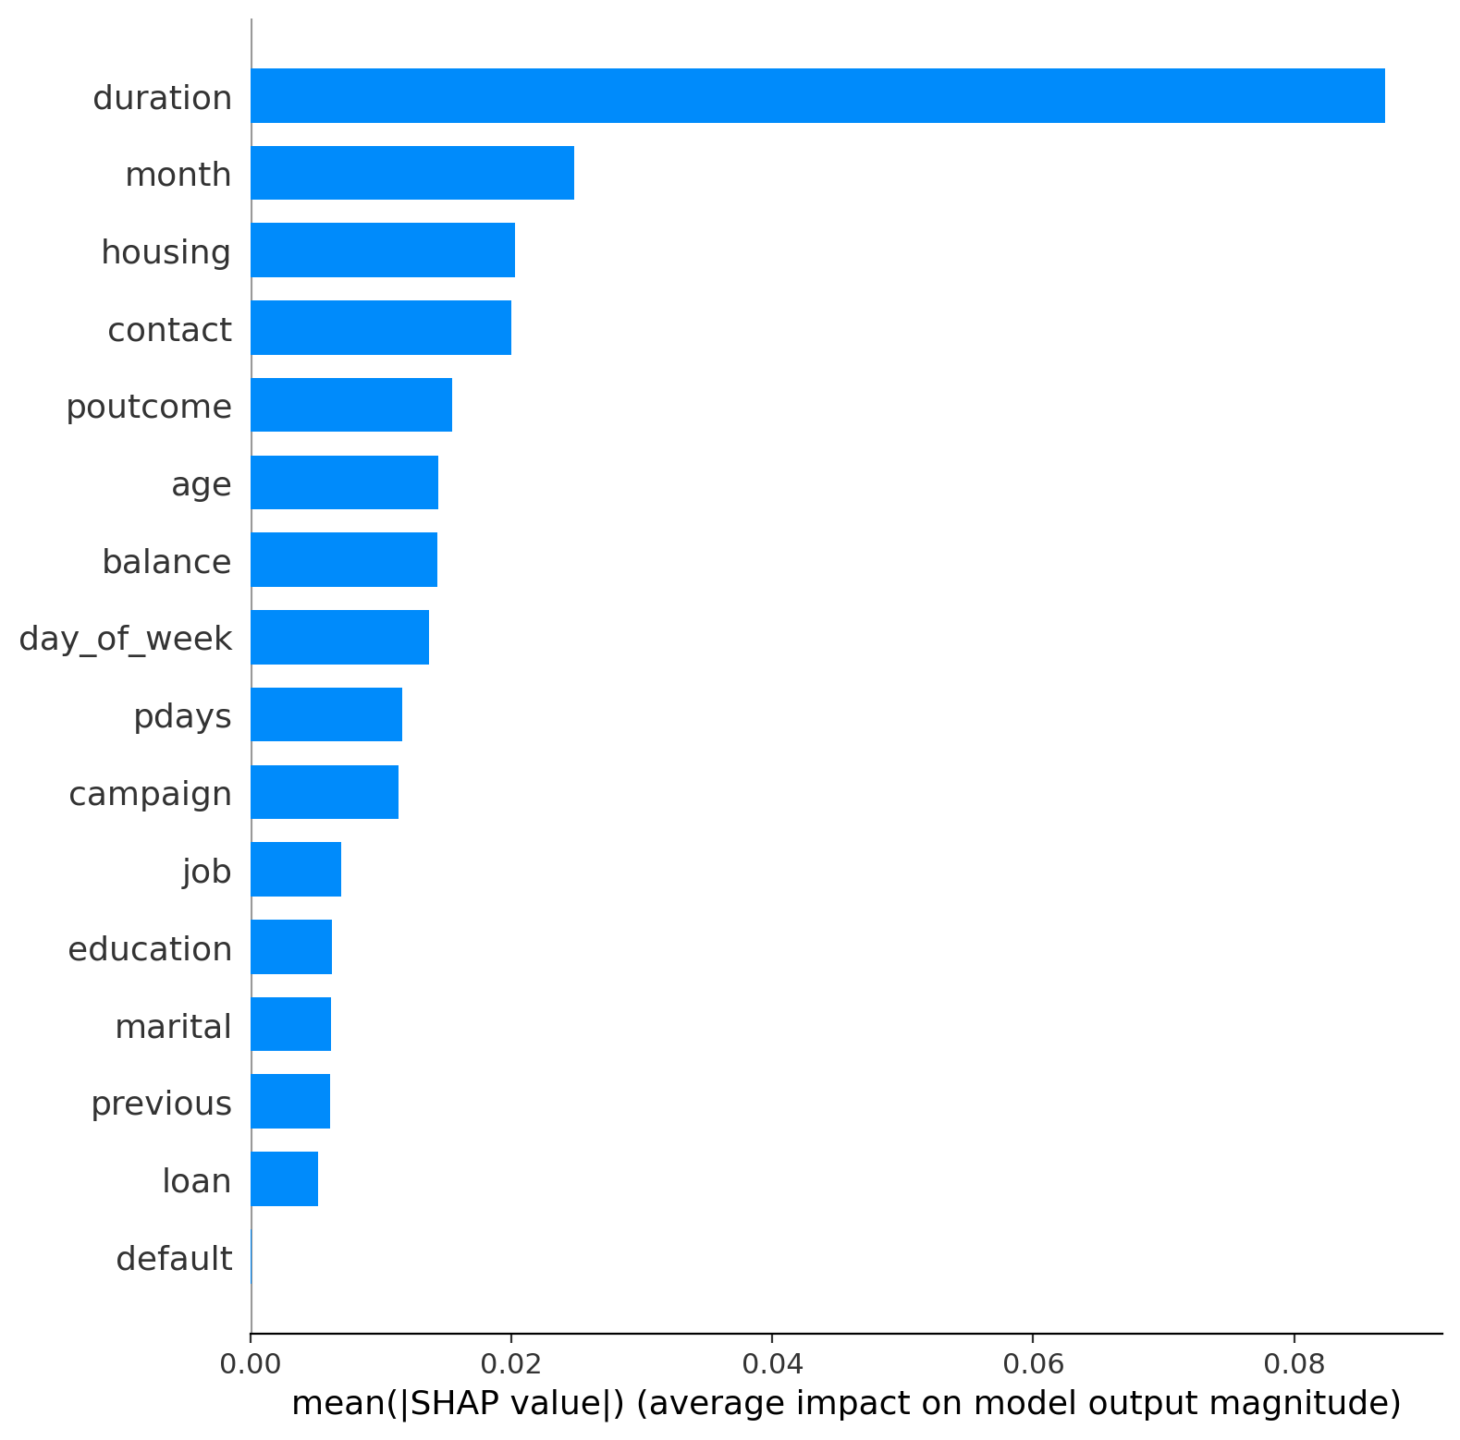 duration
month
housing
contact
poutcome
age
balance
day_of_week
pdays
campaign
job
education
marital
previous
loan
default
0.00 0.02 0.04 0.06 0.08
mean(|SHAP value|) (average impact on model output magnitude)